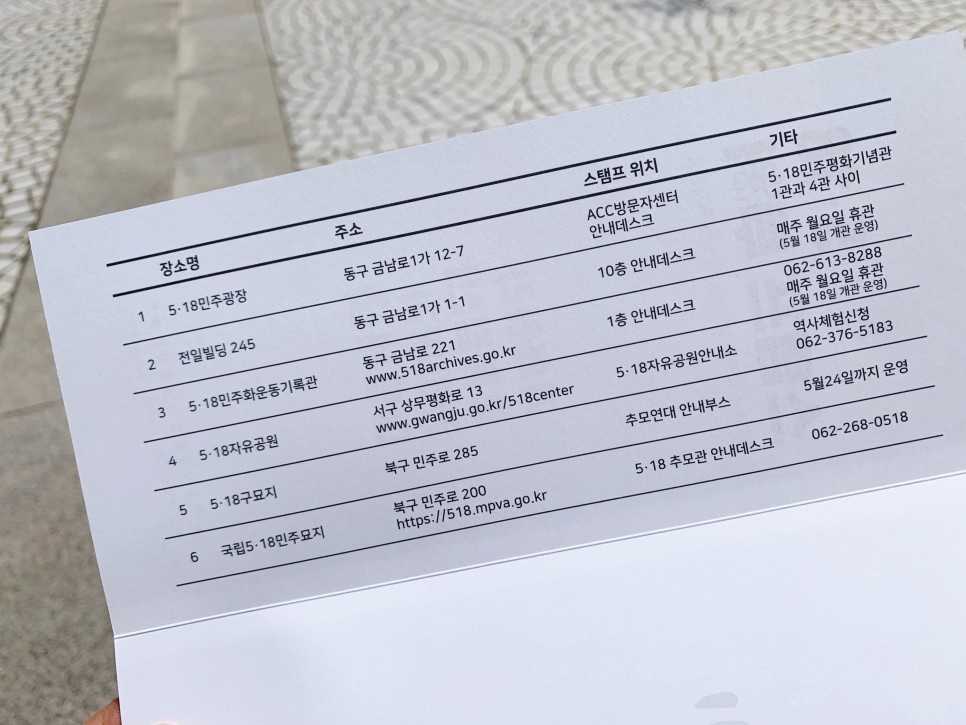 장소명 주소 스탬프 위치 기타
1 5·18민주광장 동구 금남로1가 12-7 ACC방문자센터 안내데스크 5·18민주평화기념관 1관과 4관 사이
2 전일빌딩 245 동구 금남로1가 1-1 10층 안내데스크 매주 월요일 휴관 (5월 18일 개관 운영)
3 5·18민주화운동기록관 동구 금남로 221 www.518archives.go.kr 1층 안내데스크 062-613-8288 매주 월요일 휴관 (5월 18일 개관 운영)
4 5·18자유공원 서구 상무평화로 13 www.gwangju.go.kr/518center 5·18자유공원안내소 역사체험신청 062-376-5183
5 5·18구묘지 북구 민주로 285 추모연대 안내부스 5월24일까지 운영
6 국립5·18민주묘지 북구 민주로 200 https://518.mpva.go.kr 5·18 추모관 안내데스크 062-268-0518